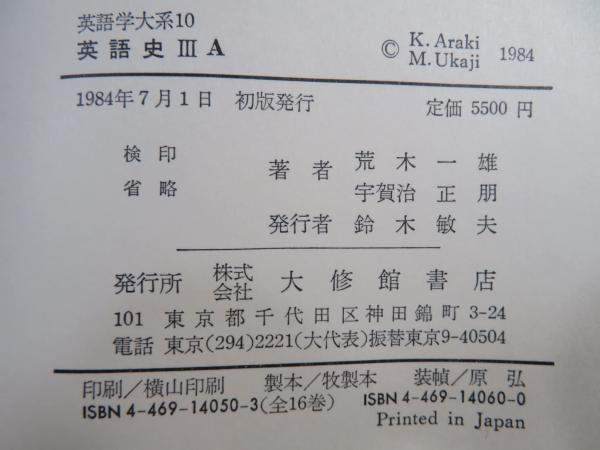 英語学大系10
英語史 III A
© K. Araki
M. Ukaji 1984
1984年7月1日 初版発行 定価 5500 円
検印
省略
著者 荒木一雄
宇賀治正朋
発行者 鈴木敏夫
発行所 株式会社 大修館書店
101 東京都千代田区神田錦町 3-24
電話 東京(294)2221(大代表)振替東京9-40504
印刷/横山印刷 製本/牧製本 装幀/原 弘
ISBN 4-469-14050-3(全16巻) ISBN 4-469-14060-0
Printed in Japan